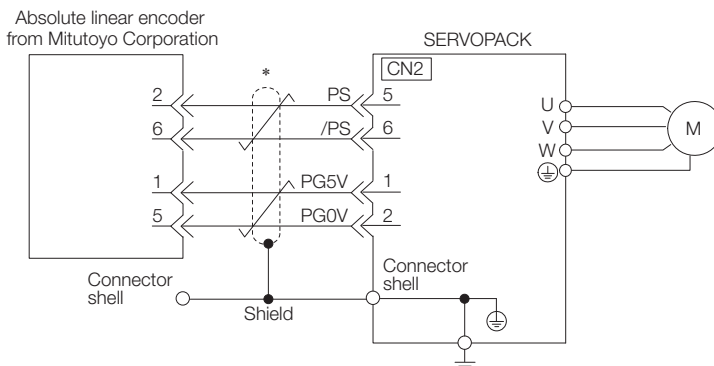 Absolute linear encoder
from Mitutoyo Corporation
SERVOPACK
CN2
*
2 PS 5
6 /PS 6
1 PG5V 1
5 PG0V 2
U
V
W
M
Connector
shell
Shield
Connector
shell